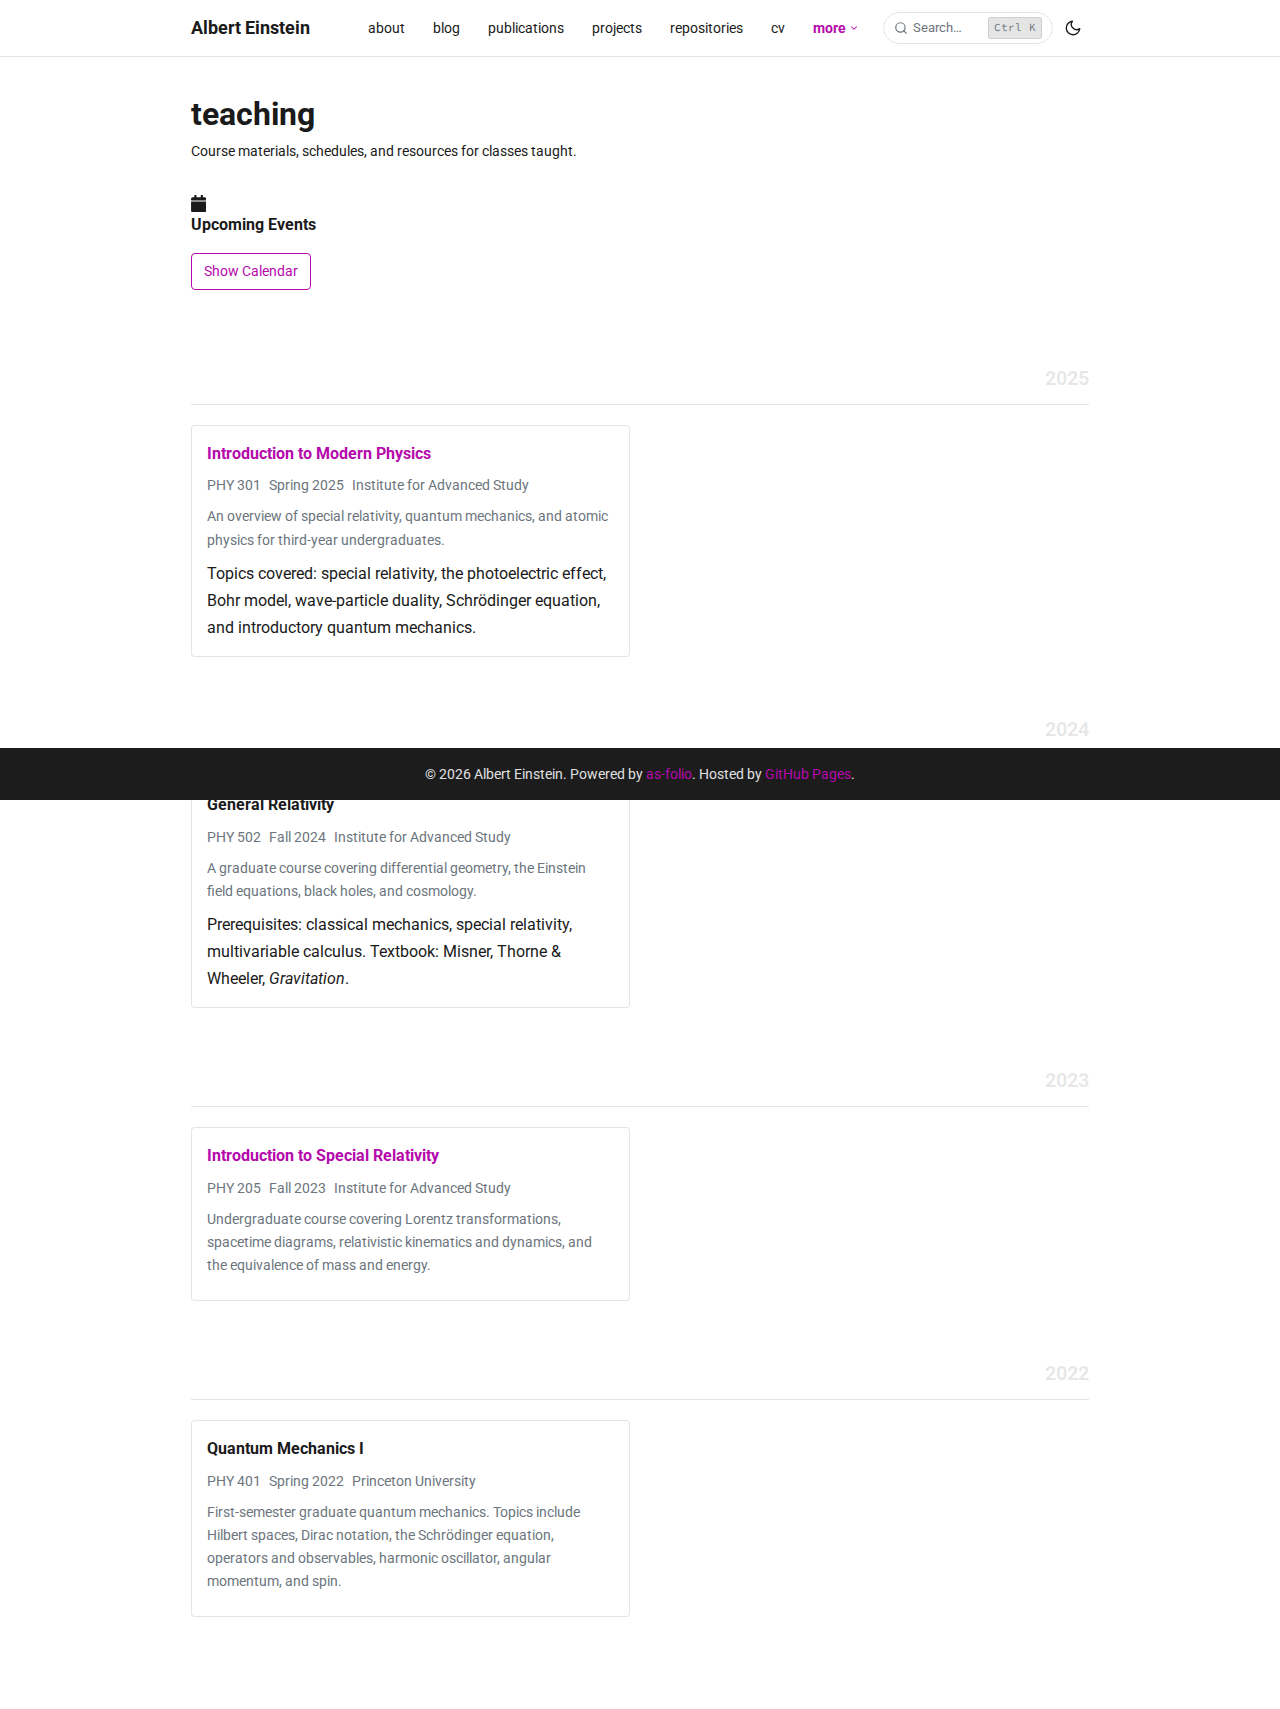 Albert Einstein
about
blog
publications
projects
repositories
cv
more
Search...
Ctrl K
teaching
Course materials, schedules, and resources for classes taught.
Upcoming Events
Show Calendar
2025
Introduction to Modern Physics
PHY 301 Spring 2025 Institute for Advanced Study
An overview of special relativity, quantum mechanics, and atomic
physics for third-year undergraduates.
Topics covered: special relativity, the photoelectric effect,
Bohr model, wave-particle duality, Schrödinger equation,
and introductory quantum mechanics.
2024
© 2026 Albert Einstein. Powered by as-folio. Hosted by GitHub Pages.
General Relativity
PHY 502 Fall 2024 Institute for Advanced Study
A graduate course covering differential geometry, the Einstein
field equations, black holes, and cosmology.
Prerequisites: classical mechanics, special relativity,
multivariable calculus. Textbook: Misner, Thorne &
Wheeler, Gravitation.
2023
Introduction to Special Relativity
PHY 205 Fall 2023 Institute for Advanced Study
Undergraduate course covering Lorentz transformations,
spacetime diagrams, relativistic kinematics and dynamics, and
the equivalence of mass and energy.
2022
Quantum Mechanics I
PHY 401 Spring 2022 Princeton University
First-semester graduate quantum mechanics. Topics include
Hilbert spaces, Dirac notation, the Schrödinger equation,
operators and observables, harmonic oscillator, angular
momentum, and spin.